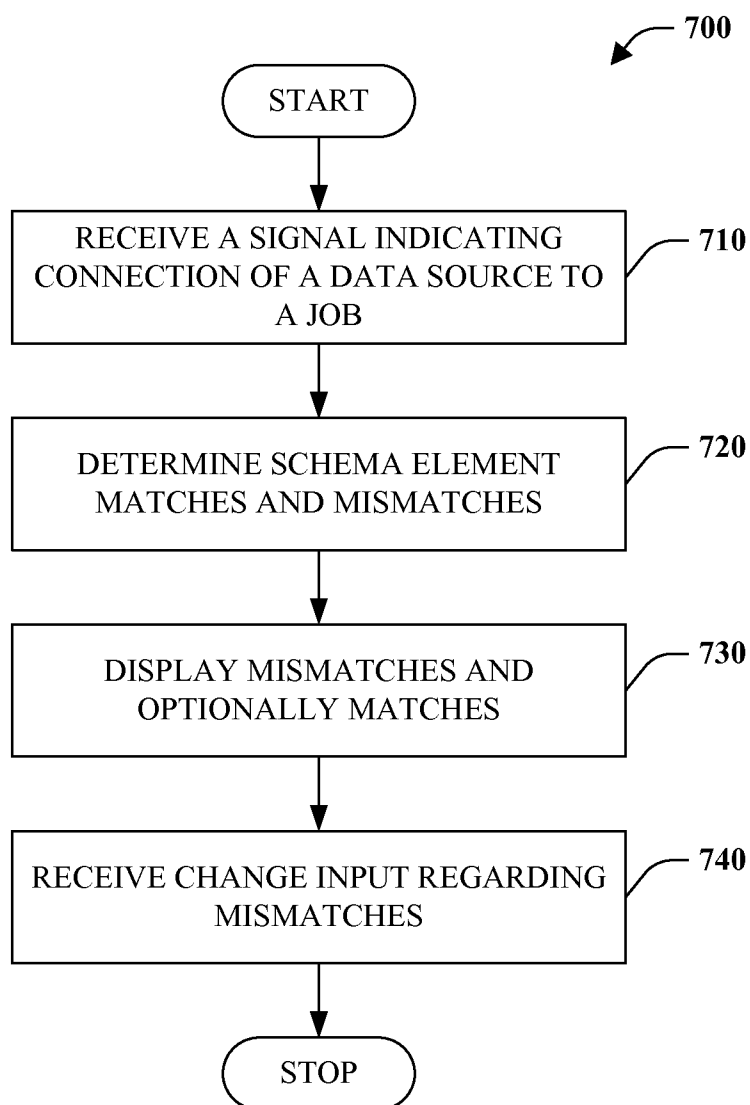 700
START
RECEIVE A SIGNAL INDICATING
CONNECTION OF A DATA SOURCE TO
A JOB
710
DETERMINE SCHEMA ELEMENT
MATCHES AND MISMATCHES
720
DISPLAY MISMATCHES AND
OPTIONALLY MATCHES
730
RECEIVE CHANGE INPUT REGARDING
MISMATCHES
740
STOP